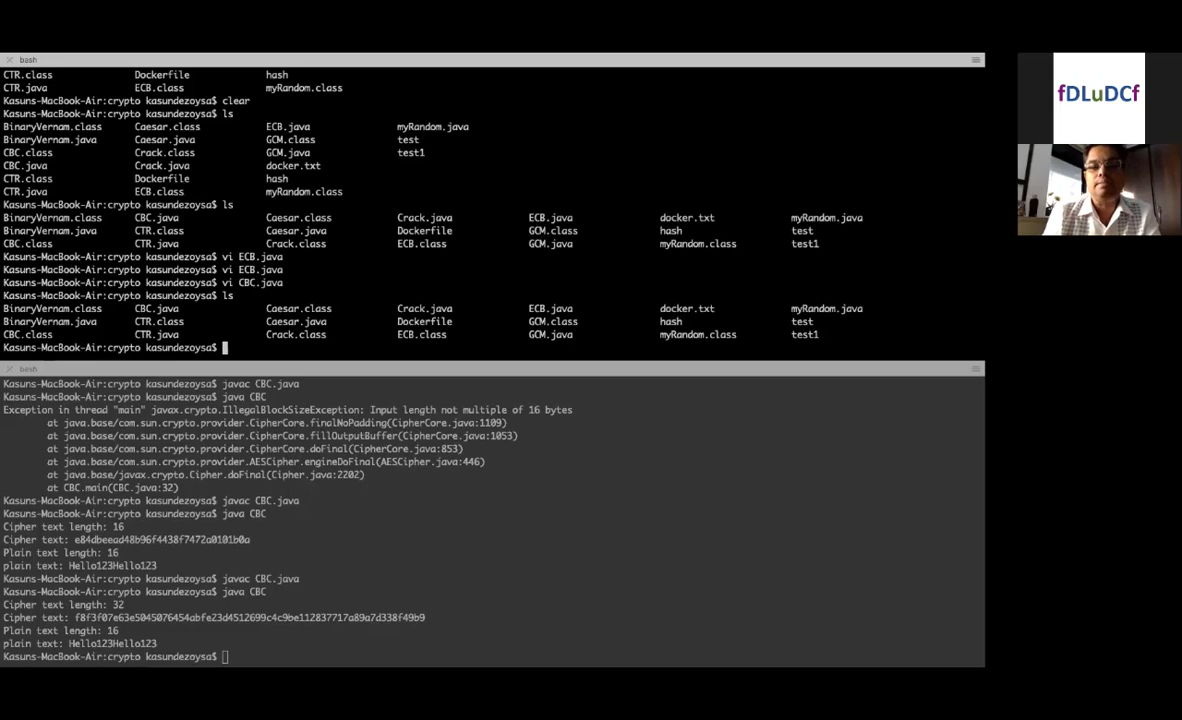 bash
CTR.class Dockerfile hash
CTR.java ECB.class myRandom.class
Kasuns-MacBook-Air:crypto kasundezoysa$ clear
Kasuns-MacBook-Air:crypto kasundezoysa$ ls
BinaryVernam.class Caesar.class ECB.java myRandom.java
BinaryVernam.java Caesar.java GCM.class test
CBC.class Crack.class GCM.java test1
CBC.java Crack.java docker.txt
CTR.class Dockerfile hash
CTR.java ECB.class myRandom.class
Kasuns-MacBook-Air:crypto kasundezoysa$ ls
BinaryVernam.class CBC.java Caesar.class Crack.java ECB.java docker.txt myRandom.java
BinaryVernam.java CTR.class Caesar.java Dockerfile GCM.class hash test
CBC.class CTR.java Crack.class ECB.class GCM.java myRandom.class test1
Kasuns-MacBook-Air:crypto kasundezoysa$ vi ECB.java
Kasuns-MacBook-Air:crypto kasundezoysa$ vi ECB.java
Kasuns-MacBook-Air:crypto kasundezoysa$ vi CBC.java
Kasuns-MacBook-Air:crypto kasundezoysa$ ls
BinaryVernam.class CBC.java Caesar.class Crack.java ECB.java docker.txt myRandom.java
BinaryVernam.java CTR.class Caesar.java Dockerfile GCM.class hash test
CBC.class CTR.java Crack.class ECB.class GCM.java myRandom.class test1
Kasuns-MacBook-Air:crypto kasundezoysa$
bash
Kasuns-MacBook-Air:crypto kasundezoysa$ javac CBC.java
Kasuns-MacBook-Air:crypto kasundezoysa$ java CBC
Exception in thread "main" javax.crypto.IllegalBlockSizeException: Input length not multiple of 16 bytes
at java.base/com.sun.crypto.provider.CipherCore.finalNoPadding(CipherCore.java:1109)
at java.base/com.sun.crypto.provider.CipherCore.fillOutputBuffer(CipherCore.java:1053)
at java.base/com.sun.crypto.provider.CipherCore.doFinal(CipherCore.java:853)
at java.base/com.sun.crypto.provider.AESCipher.engineDoFinal(AESCipher.java:446)
at java.base/javax.crypto.Cipher.doFinal(Cipher.java:2202)
at CBC.main(CBC.java:32)
Kasuns-MacBook-Air:crypto kasundezoysa$ javac CBC.java
Kasuns-MacBook-Air:crypto kasundezoysa$ java CBC
Cipher text length: 16
Cipher text: e84dbeead48b96f4438f7472a0101b0a
Plain text length: 16
plain text: Hello123Hello123
Kasuns-MacBook-Air:crypto kasundezoysa$ javac CBC.java
Kasuns-MacBook-Air:crypto kasundezoysa$ java CBC
Cipher text length: 32
Cipher text: f8f3f07e63e5045076454abfe23d4512699c4c9be112837717a89a7d338f49b9
Plain text length: 16
plain text: Hello123Hello123
Kasuns-MacBook-Air:crypto kasundezoysa$
fDLuDCf